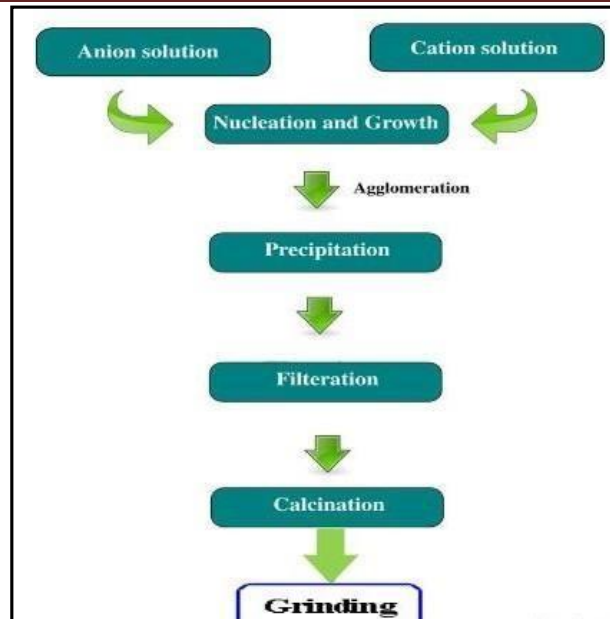 Anion solution
Cation solution
Nucleation and Growth
Agglomeration
Precipitation
Filteration
Calcination
Grinding